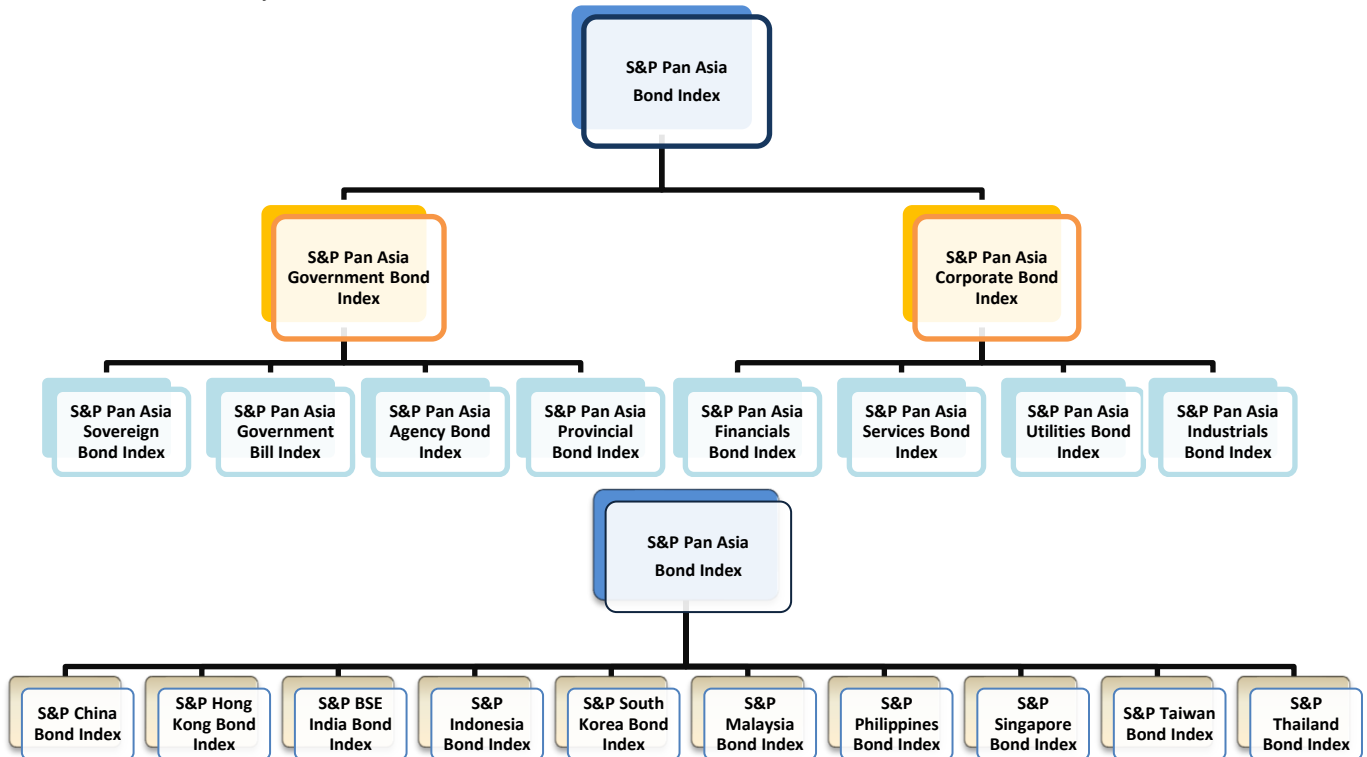 S&P Pan Asia
Bond Index
S&P Pan Asia
Government Bond
Index
S&P Pan Asia
Corporate Bond
Index
S&P Pan Asia
Sovereign
Bond Index
S&P Pan Asia
Government
Bill Index
S&P Pan Asia
Agency Bond
Index
S&P Pan Asia
Provincial
Bond Index
S&P Pan Asia
Financials
Bond Index
S&P Pan Asia
Services Bond
Index
S&P Pan Asia
Utilities Bond
Index
S&P Pan Asia
Industrials
Bond Index
S&P Pan Asia
Bond Index
S&P China
Bond Index
S&P Hong
Kong Bond
Index
S&P BSE
India Bond
Index
S&P
Indonesia
Bond Index
S&P South
Korea Bond
Index
S&P
Malaysia
Bond Index
S&P
Philippines
Bond Index
S&P
Singapore
Bond Index
S&P Taiwan
Bond Index
S&P
Thailand
Bond Index